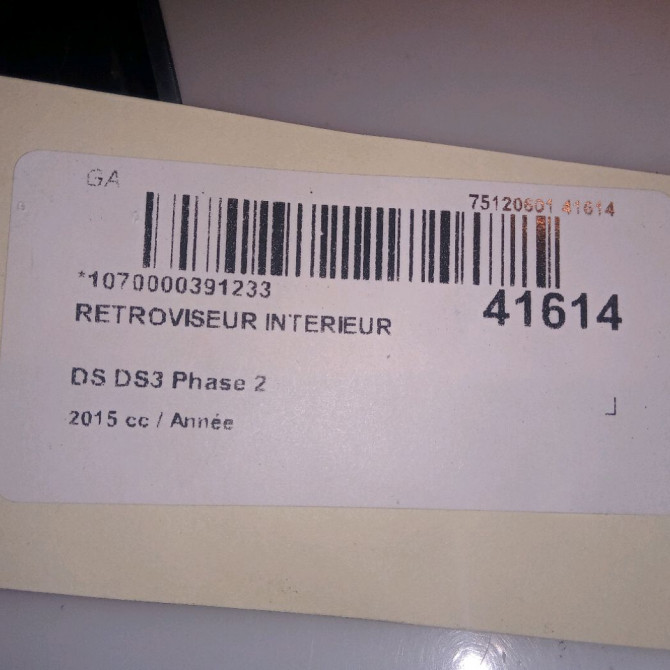 GA
75120601 41614
*1070000391233
41614
RETROVISEUR INTERIEUR
DS DS3 Phase 2
2015 cc / Année